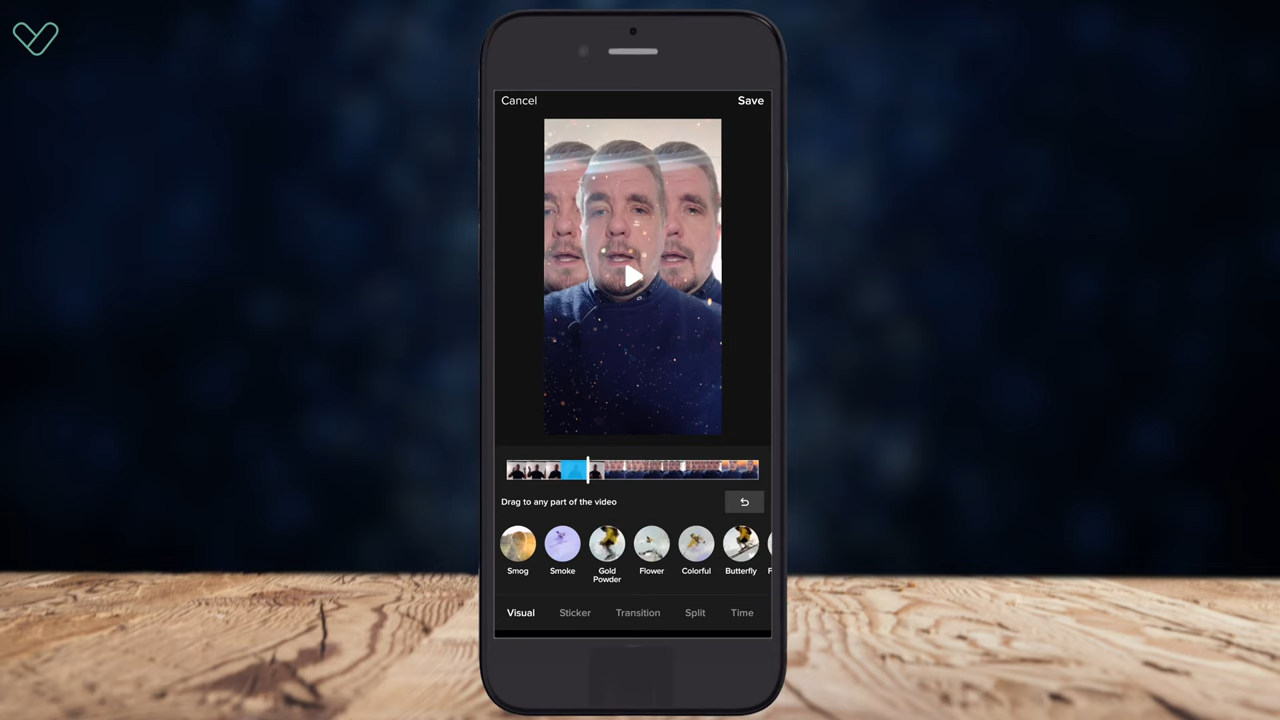 Cancel Save
Drag to any part of the video
Smog Smoke Gold Powder Flower Colorful Butterfly
Visual Sticker Transition Split Time